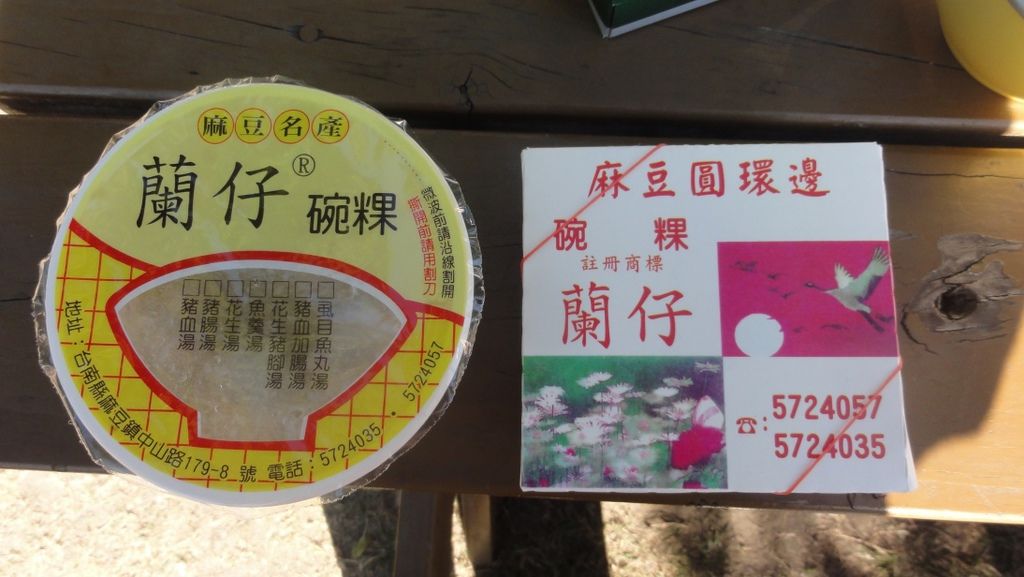 麻豆名產
蘭仔® 碗粿
微波前請沿線割開
撕開前請用割刀
□虱目魚丸湯
□豬血加腸湯
□花生豬腳湯
□魚羹湯
□花生湯
□豬腸湯
□豬血湯
地址:台南縣麻豆鎮中山路179-8 號 電話:5724035 · 5724057
麻豆圓環邊
碗 粿
註冊商標
蘭仔
☎:5724057
5724035